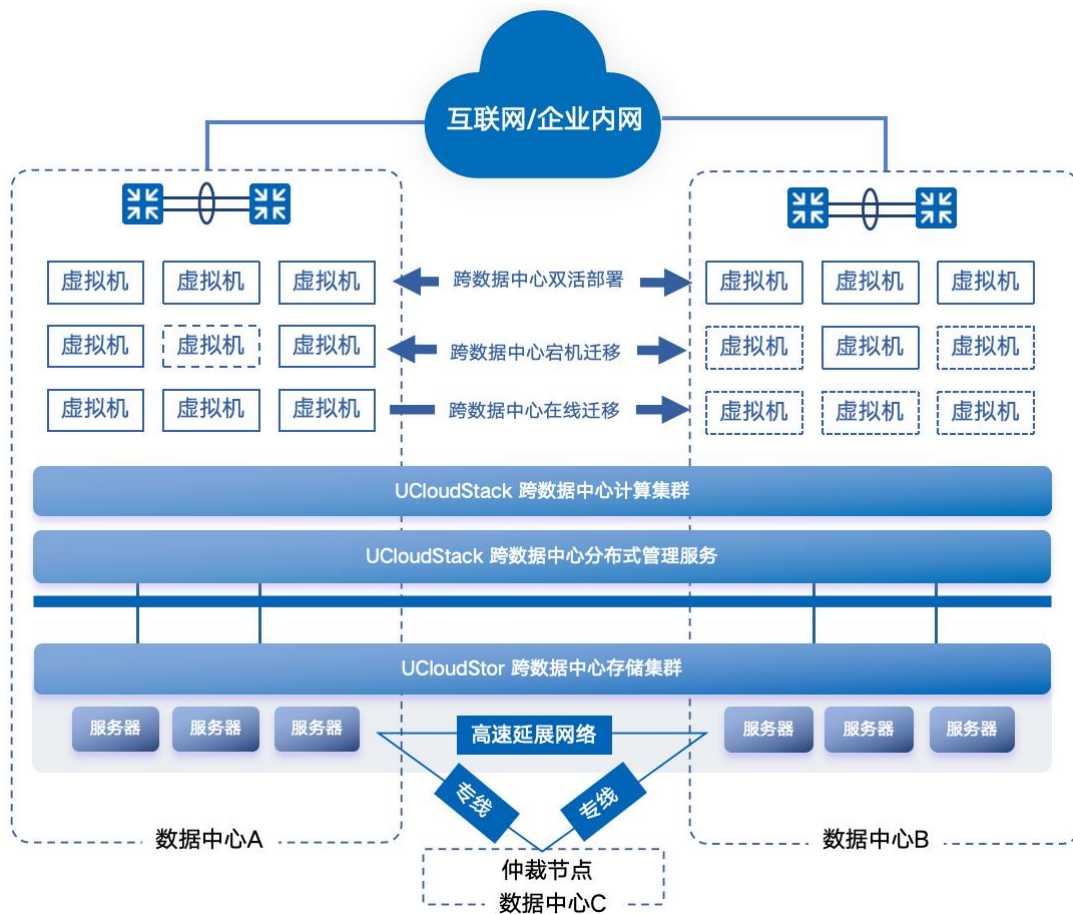 互联网/企业内网
虚拟机 虚拟机 虚拟机 跨数据中心双活部署 虚拟机 虚拟机 虚拟机
虚拟机 虚拟机 虚拟机 跨数据中心宕机迁移 虚拟机 虚拟机 虚拟机
虚拟机 虚拟机 虚拟机 跨数据中心在线迁移 虚拟机 虚拟机 虚拟机
UCloudStack 跨数据中心计算集群
UCloudStack 跨数据中心分布式管理服务
UCloudStor 跨数据中心存储集群
服务器 服务器 服务器 高速延展网络 服务器 服务器 服务器
专线 专线
数据中心A 数据中心B
仲裁节点
数据中心C